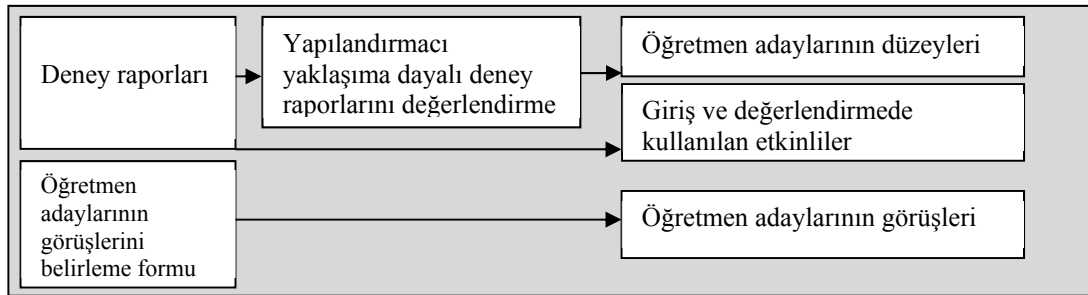 Deney raporları
Yapılandırmacı
yaklaşıma dayalı deney
raporlarını değerlendirme
Öğretmen adaylarının düzeyleri
Giriş ve değerlendirmede
kullanılan etkinliler
Öğretmen
adaylarının
görüşlerini
belirleme formu
Öğretmen adaylarının görüşleri